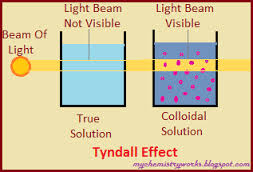 Light Beam
Not Visible
Light Beam
Visible
Beam Of
Light
True
Solution
Colloidal
Solution
Tyndall Effect
mychemistryworks.blogspot.com